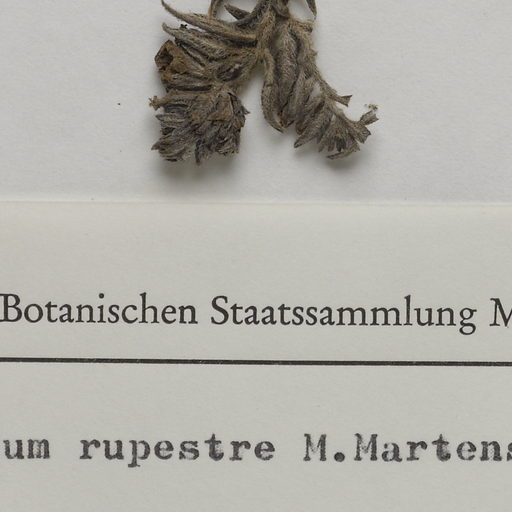 Botanischen Staatssammlung M
um rupestre M.Martens